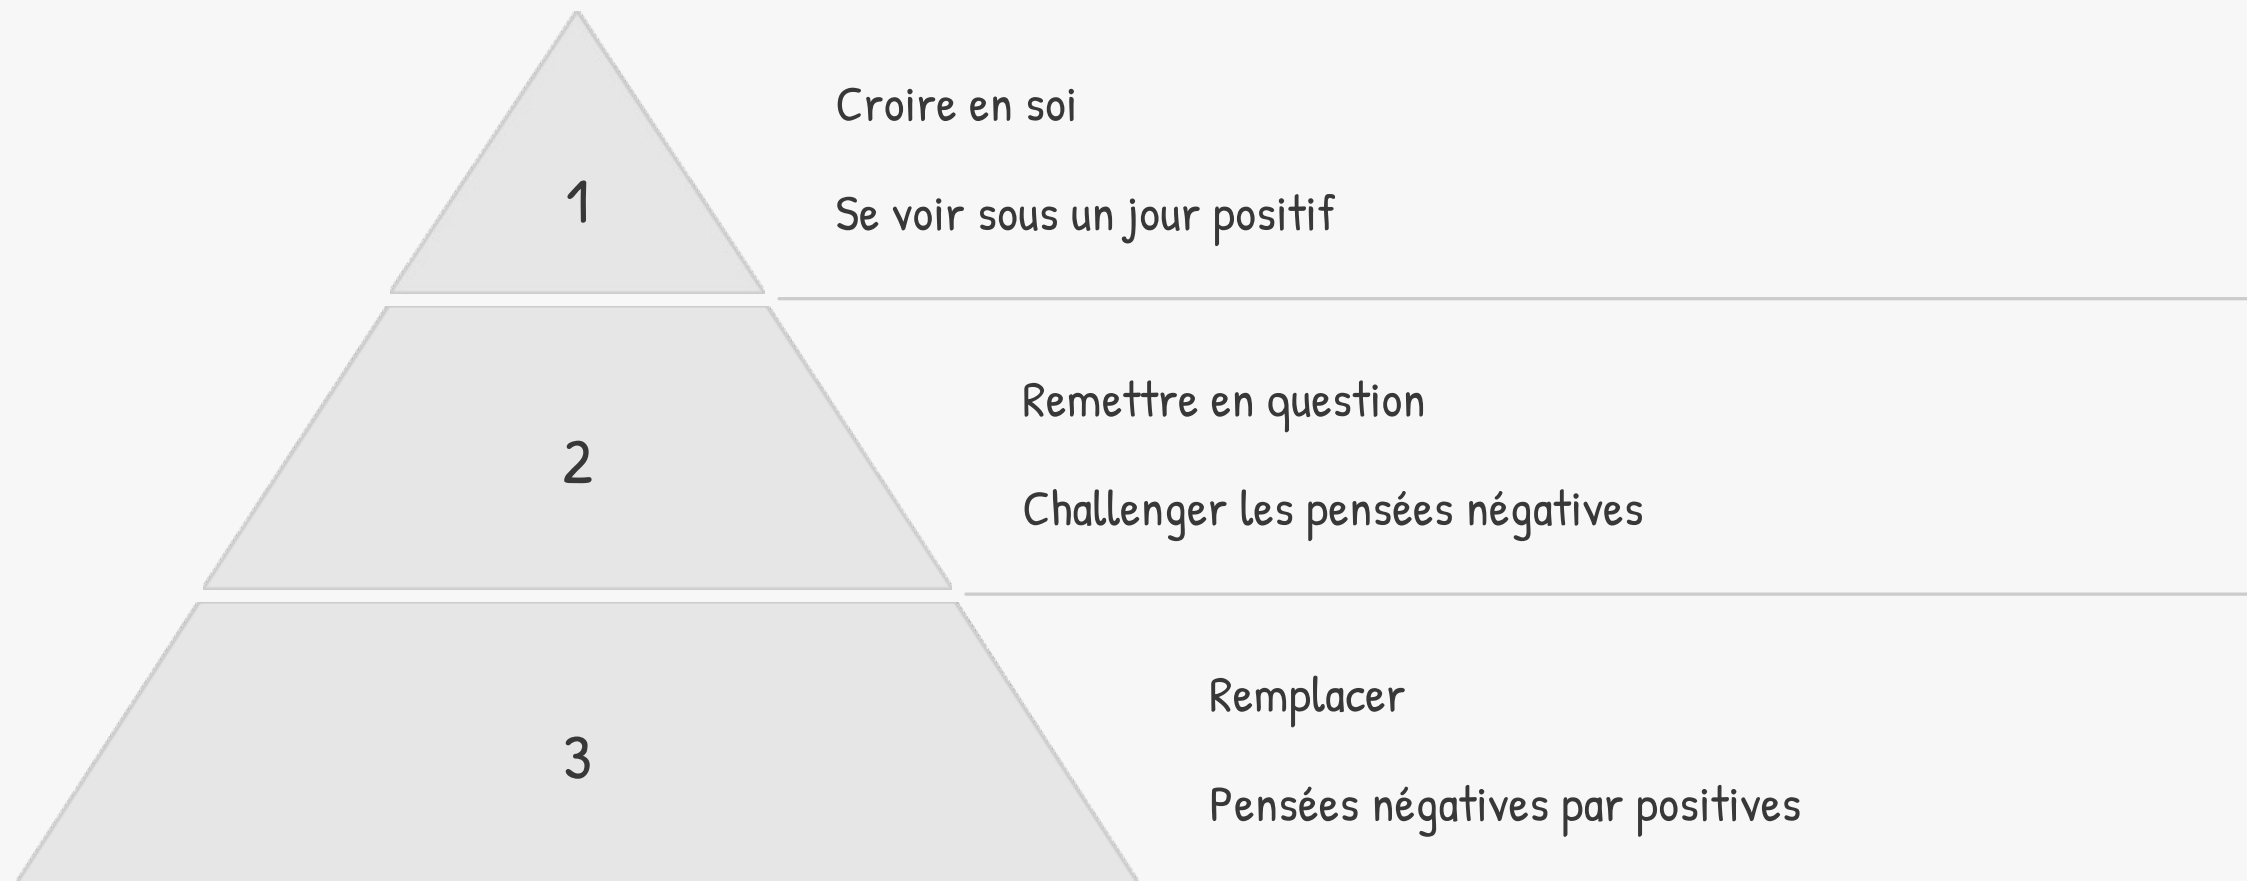 1
Croire en soi
Se voir sous un jour positif
2
Remettre en question
Challenger les pensées négatives
3
Remplacer
Pensées négatives par positives